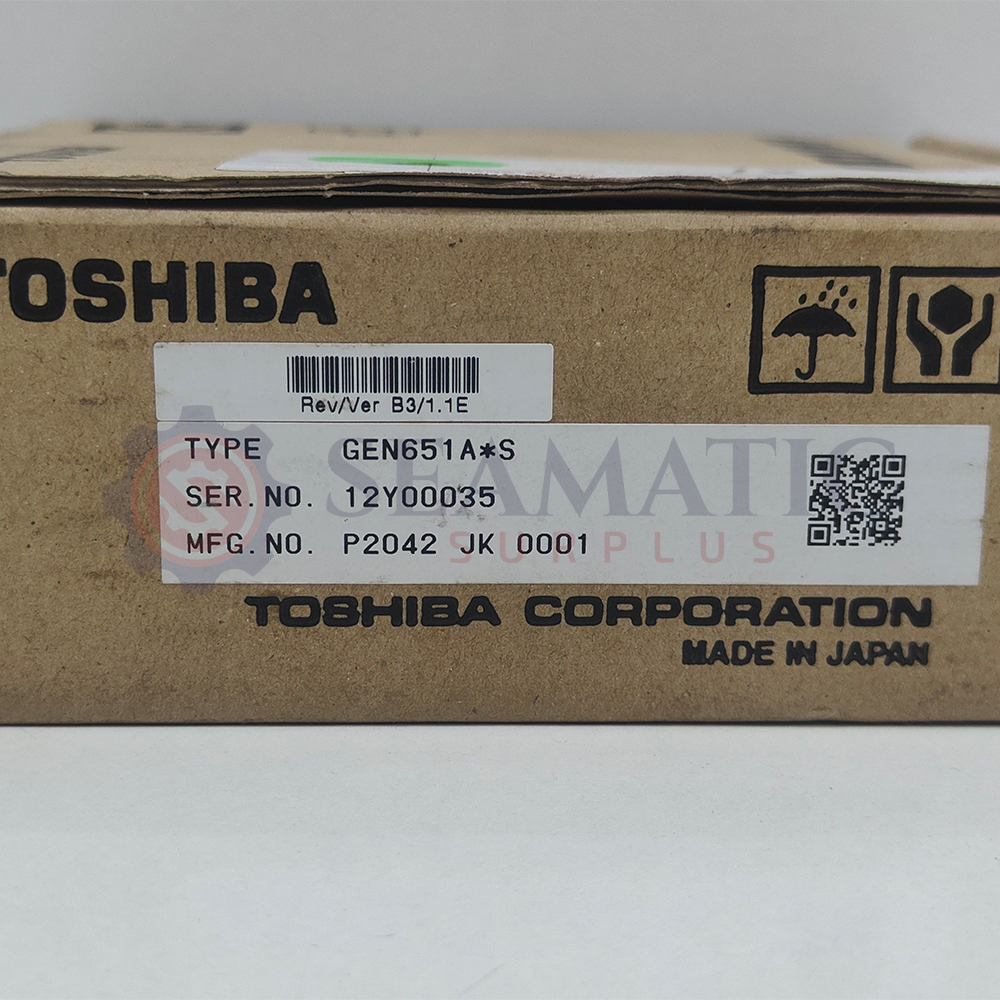 TOSHIBA
Rev/Ver B3/1.1E
TYPE GEN651A*S
SER.NO. 12Y00035
MFG.NO. P2042 JK 0001
SEAMATIC
SURPLUS
TOSHIBA CORPORATION
MADE IN JAPAN